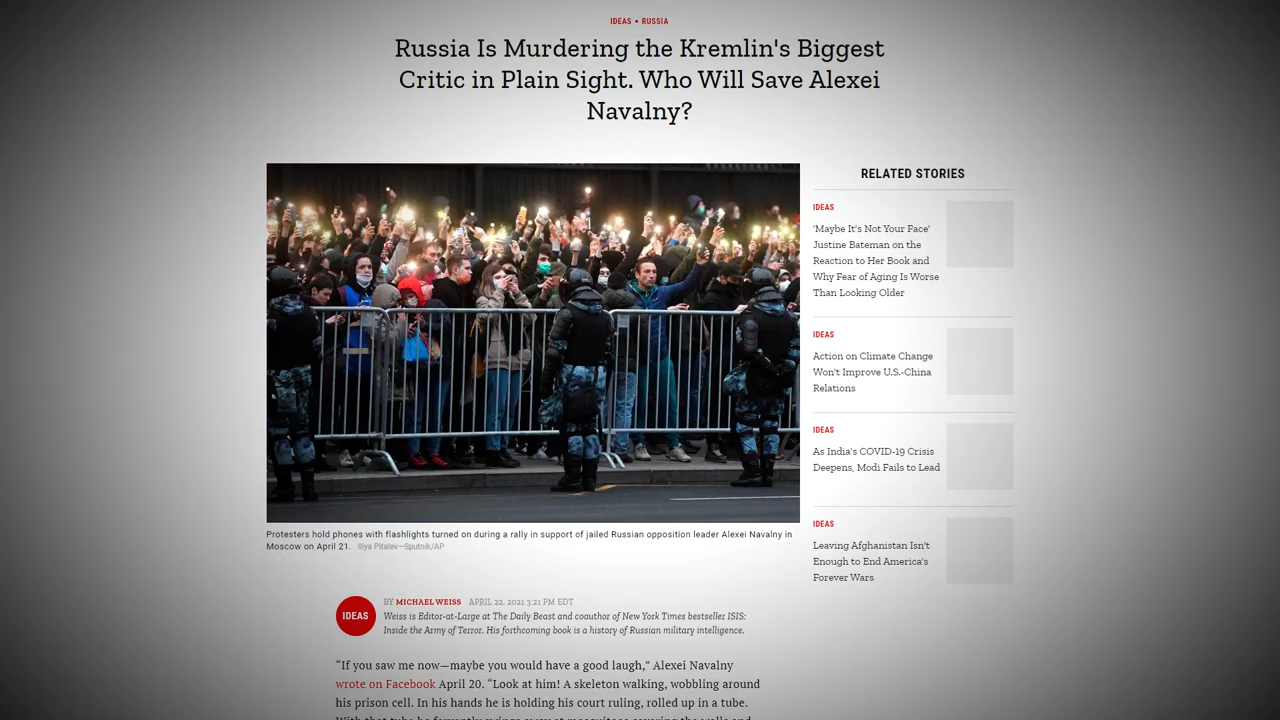 IDEAS • RUSSIA
Russia Is Murdering the Kremlin's Biggest
Critic in Plain Sight. Who Will Save Alexei
Navalny?
Protesters hold phones with flashlights turned on during a rally in support of jailed Russian opposition leader Alexei Navalny in
Moscow on April 21. Iliya Pitalev—Sputnik/AP
RELATED STORIES
IDEAS
'Maybe It's Not Your Face'
Justine Bateman on the
Reaction to Her Book and
Why Fear of Aging Is Worse
Than Looking Older
IDEAS
Action on Climate Change
Won't Improve U.S.-China
Relations
IDEAS
As India's COVID-19 Crisis
Deepens, Modi Fails to Lead
IDEAS
Leaving Afghanistan Isn't
Enough to End America's
Forever Wars
IDEAS
BY MICHAEL WEISS APRIL 22, 2021 3:21 PM EDT
Weiss is Editor-at-Large at The Daily Beast and coauthor of New York Times bestseller ISIS:
Inside the Army of Terror. His forthcoming book is a history of Russian military intelligence.
“If you saw me now—maybe you would have a good laugh,” Alexei Navalny
wrote on Facebook April 20. “Look at him! A skeleton walking, wobbling around
his prison cell. In his hands he is holding his court ruling, rolled up in a tube.